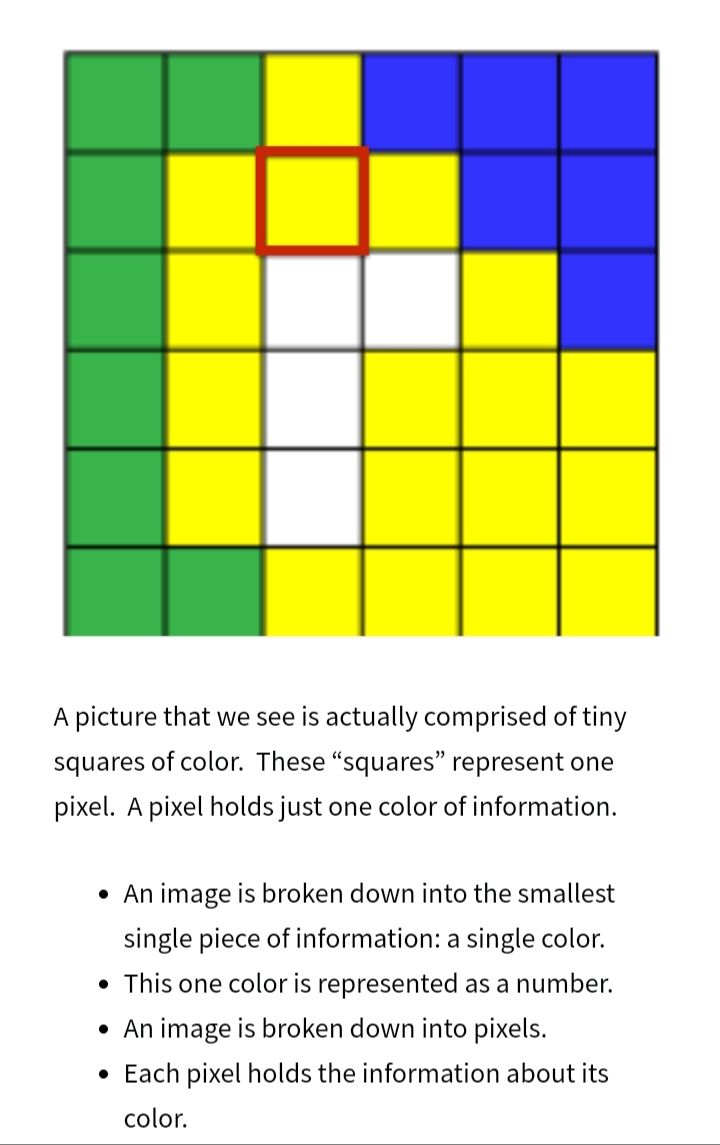 A picture that we see is actually comprised of tiny
squares of color.  These “squares” represent one
pixel.  A pixel holds just one color of information.
• An image is broken down into the smallest
single piece of information: a single color.
• This one color is represented as a number.
• An image is broken down into pixels.
• Each pixel holds the information about its
color.